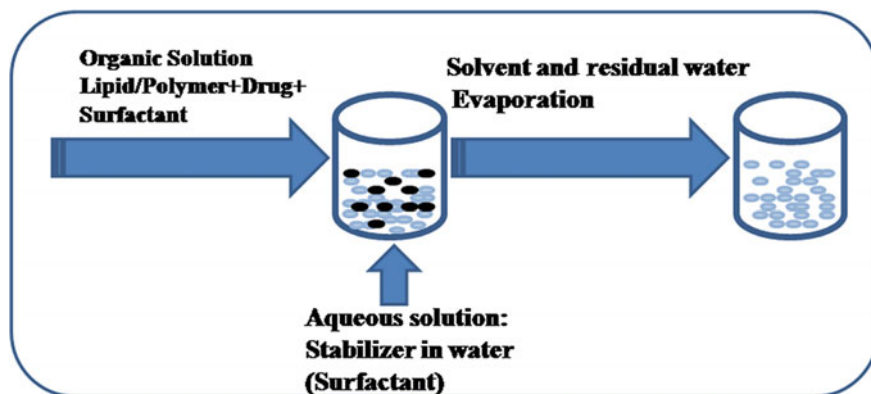 Organic Solution
Lipid/Polymer+Drug+
Surfactant
Solvent and residual water
Evaporation
Aqueous solution:
Stabilizer in water
(Surfactant)